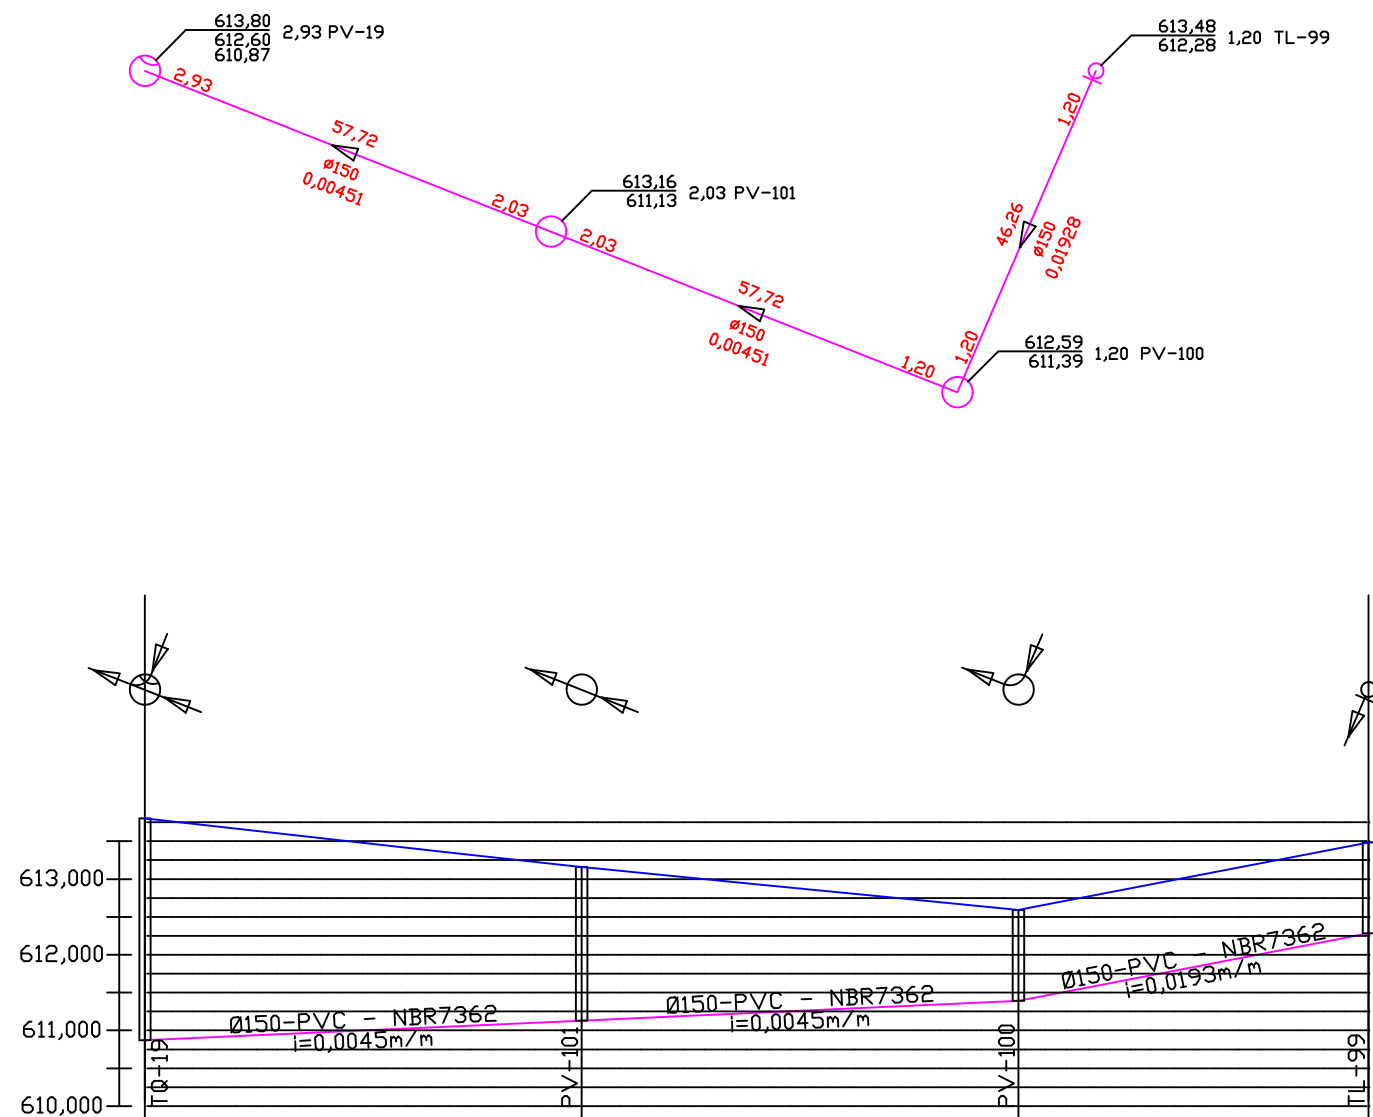 613,80
612,60
610,87
2,93 PV-19
613,48
612,28
1,20 TL-99
2,93
57,72
ø150
0,00451
2,03
613,16
611,13
2,03 PV-101
2,03
57,72
ø150
0,00451
1,20
1,20
46,26
ø150
0,01928
1,20
612,59
611,39
1,20 PV-100
613,000
612,000
611,000
610,000
Ø150-PVC - NBR7362
i=0,0045m/m
Ø150-PVC - NBR7362
i=0,0045m/m
Ø150-PVC - NBR7362
i=0,0193m/m
TQ-19
PV-101
PV-100
TL-99